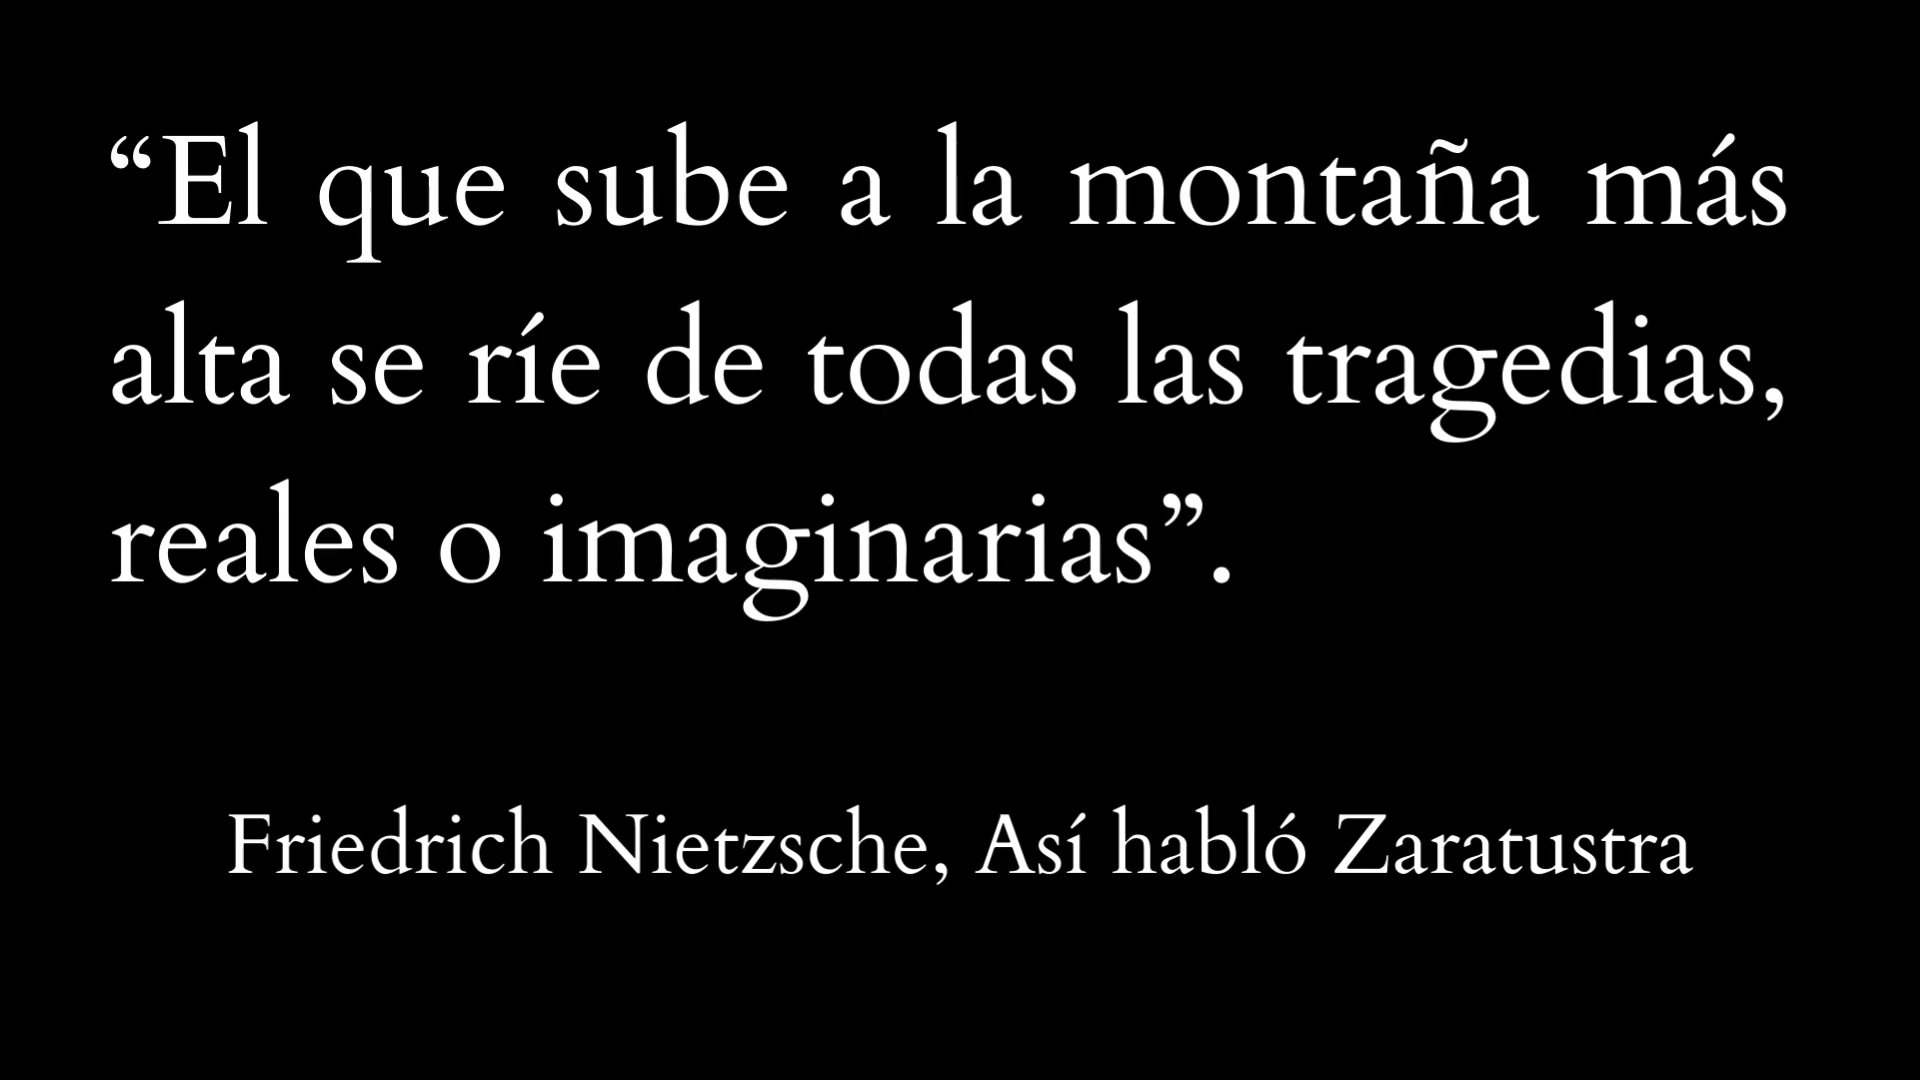 “El que sube a la montaña más
alta se ríe de todas las tragedias,
reales o imaginarias”.
Friedrich Nietzsche, Así habló Zaratustra